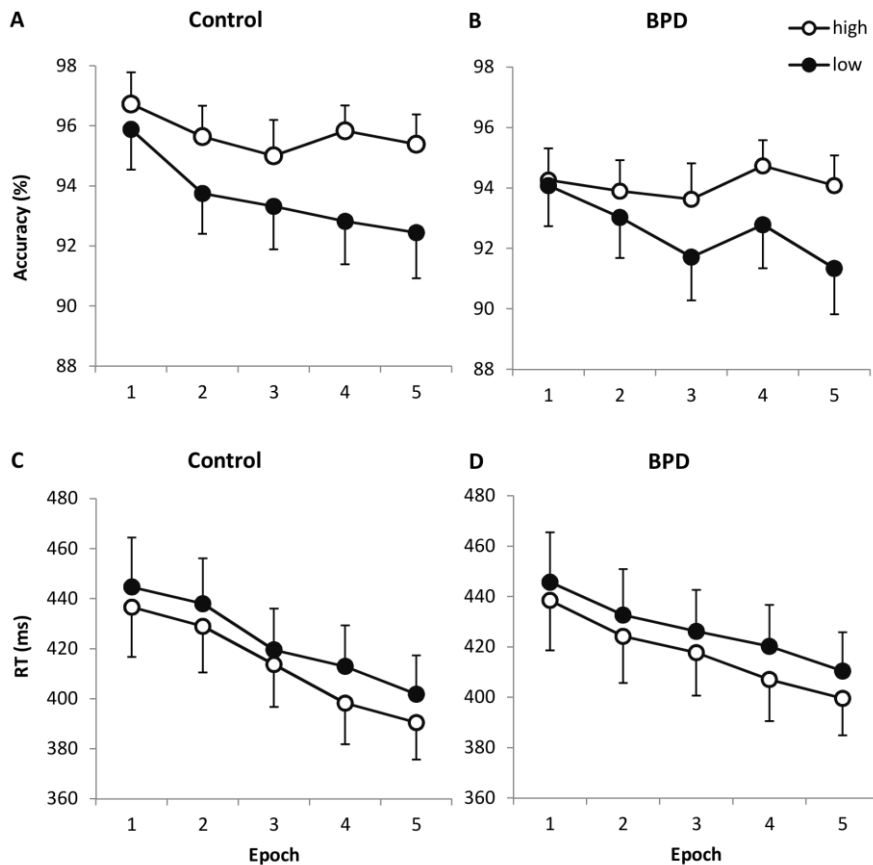 A Control
B BPD
high
low
Accuracy (%)
98
96
94
92
90
88
1 2 3 4 5
98
96
94
92
90
88
1 2 3 4 5
C Control
D BPD
RT (ms)
480
460
440
420
400
380
360
1 2 3 4 5
Epoch
480
460
440
420
400
380
360
1 2 3 4 5
Epoch